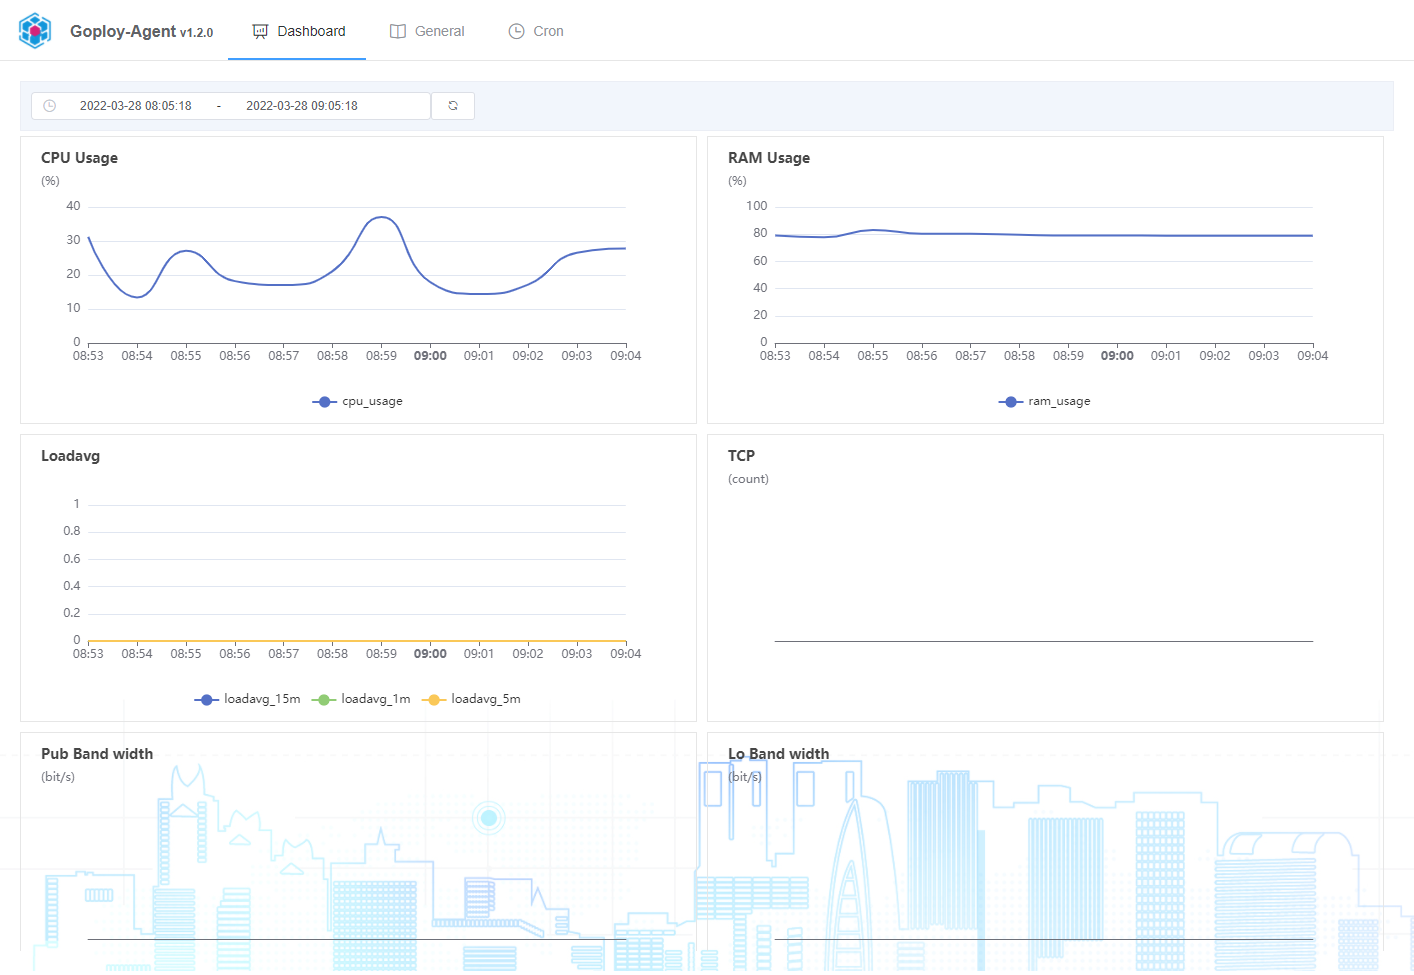 Goploy-Agent v1.2.0
Dashboard
General
Cron
2022-03-28 08:05:18 - 2022-03-28 09:05:18
CPU Usage
(%)
40
30
20
10
0
08:53 08:54 08:55 08:56 08:57 08:58 08:59 09:00 09:01 09:02 09:03 09:04
cpu_usage
RAM Usage
(%)
100
80
60
40
20
0
08:53 08:54 08:55 08:56 08:57 08:58 08:59 09:00 09:01 09:02 09:03 09:04
ram_usage
Loadavg
1
0.8
0.6
0.4
0.2
0
08:53 08:54 08:55 08:56 08:57 08:58 08:59 09:00 09:01 09:02 09:03 09:04
loadavg_15m loadavg_1m loadavg_5m
TCP
(count)
Pub Band width
(bit/s)
Lo Band width
(bit/s)